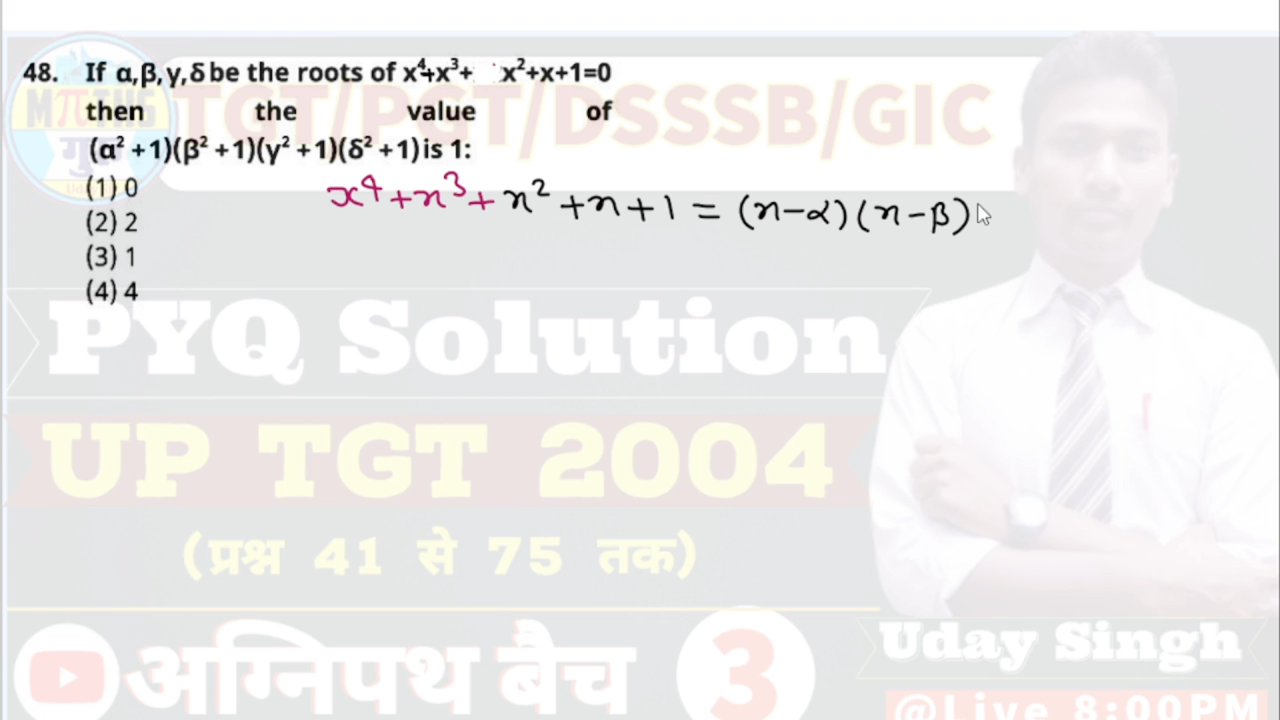 48. If α,β,γ,δ be the roots of x⁴+x³+ x²+x+1=0
then the value of
(α² +1)(β² +1)(γ² +1)(δ² +1) is 1:
(1) 0
(2) 2
(3) 1
(4) 4
x⁴+x³+x²+x+1 = (x-α)(x-β)
TGT/PGT/DSSSB/GIC
MπTHS
गुरु
PYQ Solution
UP TGT 2004
(प्रश्न 41 से 75 तक)
अग्निपथ बैच 3
Uday Singh
@Live 8:00PM